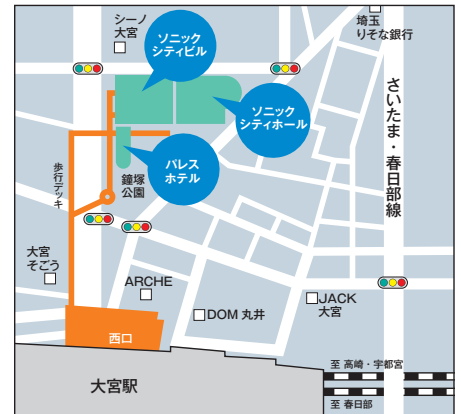 シーノ
大宮
ソニック
シティビル
埼玉
りそな銀行
ソニック
シティホール
さいたま・春日部線
パレス
ホテル
歩行デッキ
鐘塚
公園
大宮
そごう
ARCHE
JACK
大宮
DOM 丸井
西口
至 高崎・宇都宮
大宮駅
至 春日部